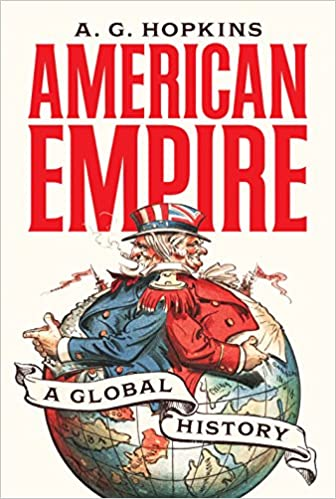 A. G. HOPKINS
AMERICAN
EMPIRE
A GLOBAL
HISTORY